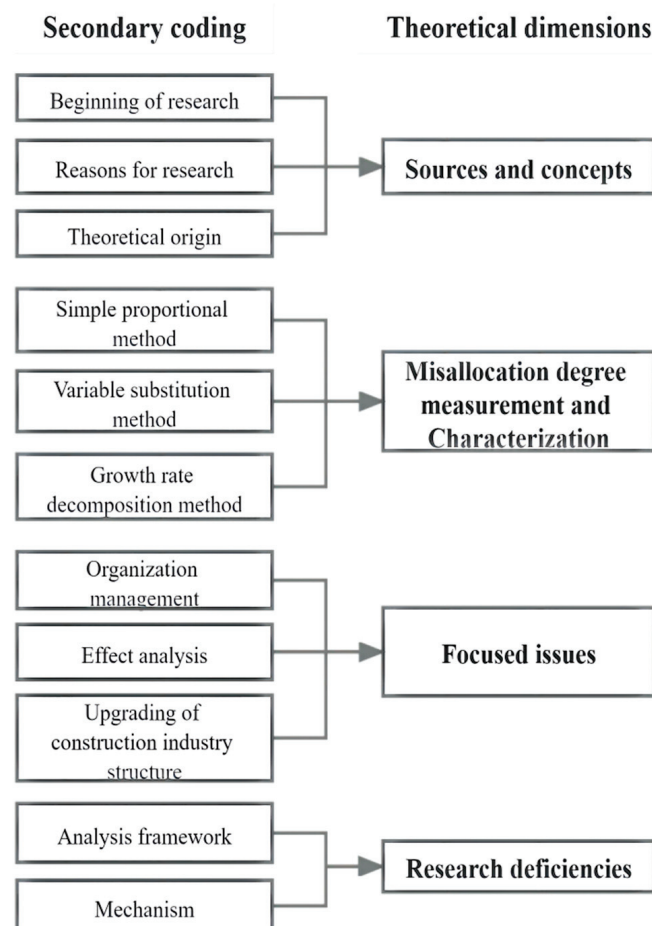 Secondary coding
Theoretical dimensions
Beginning of research
Reasons for research
Theoretical origin
Sources and concepts
Simple proportional
method
Variable substitution
method
Growth rate
decomposition method
Misallocation degree
measurement and
Characterization
Organization
management
Effect analysis
Upgrading of
construction industry
structure
Focused issues
Analysis framework
Mechanism
Research deficiencies